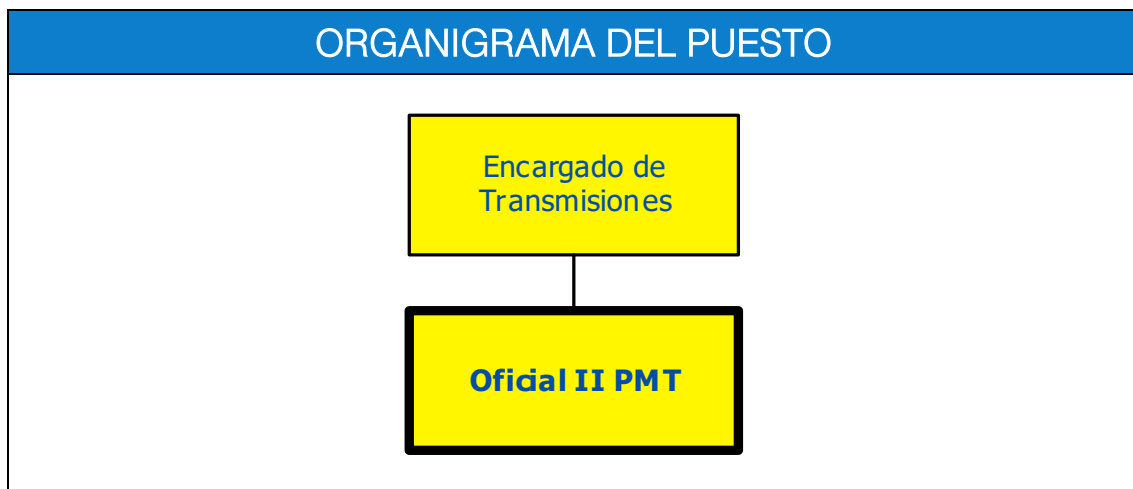 ORGANIGRAMA DEL PUESTO
Encargado de
Transmisiones
Oficial II PMT